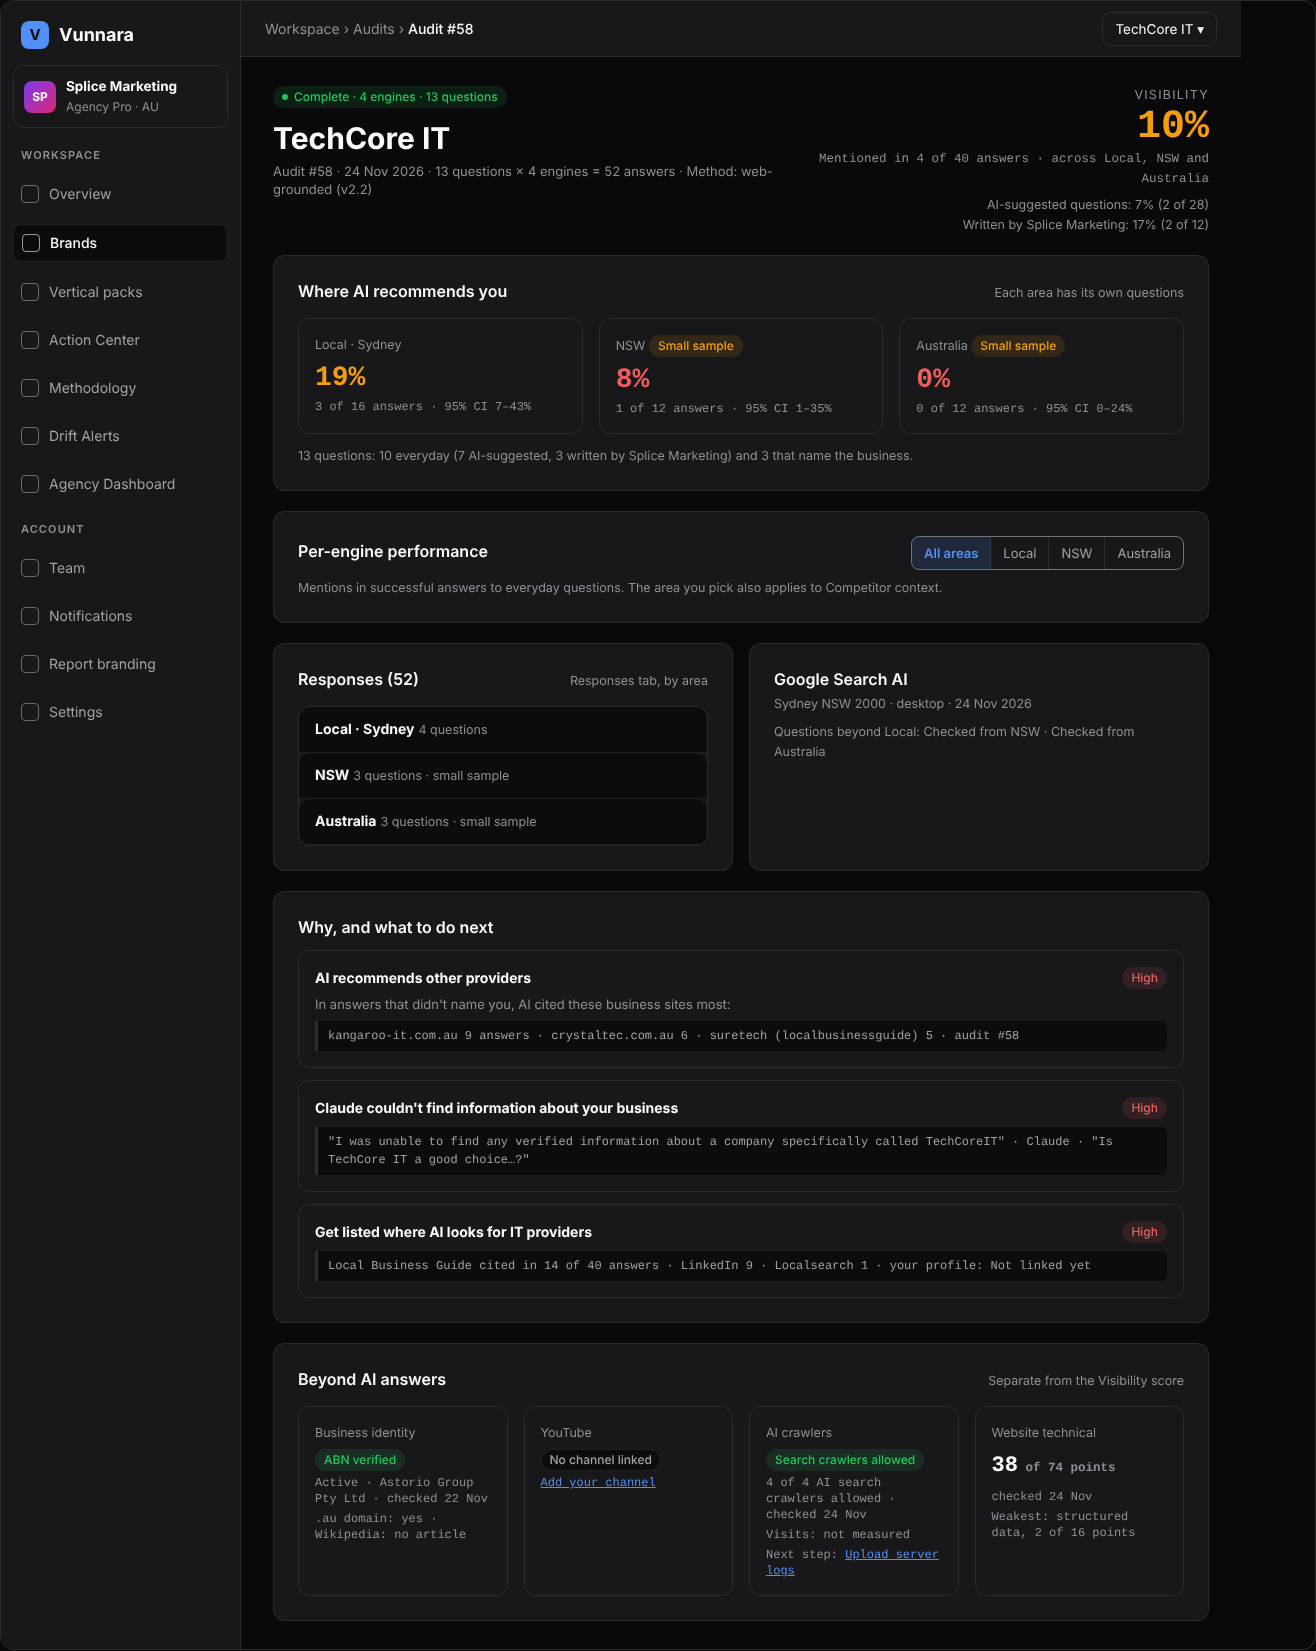 V Vunnara
SP Splice Marketing
Agency Pro · AU
WORKSPACE
Overview
Brands
Vertical packs
Action Center
Methodology
Drift Alerts
Agency Dashboard
ACCOUNT
Team
Notifications
Report branding
Settings
Workspace › Audits › Audit #58
TechCore IT ▾
Complete · 4 engines · 13 questions
TechCore IT
Audit #58 · 24 Nov 2026 · 13 questions × 4 engines = 52 answers · Method: web-
grounded (v2.2)
VISIBILITY
10%
Mentioned in 4 of 40 answers · across Local, NSW and
Australia
AI-suggested questions: 7% (2 of 28)
Written by Splice Marketing: 17% (2 of 12)
Where AI recommends you
Each area has its own questions
Local · Sydney
19%
3 of 16 answers · 95% CI 7–43%
NSW Small sample
8%
1 of 12 answers · 95% CI 1–35%
Australia Small sample
0%
0 of 12 answers · 95% CI 0–24%
13 questions: 10 everyday (7 AI-suggested, 3 written by Splice Marketing) and 3 that name the business.
Per-engine performance
All areas Local NSW Australia
Mentions in successful answers to everyday questions. The area you pick also applies to Competitor context.
Responses (52)
Responses tab, by area
Local · Sydney 4 questions
NSW 3 questions · small sample
Australia 3 questions · small sample
Google Search AI
Sydney NSW 2000 · desktop · 24 Nov 2026
Questions beyond Local: Checked from NSW · Checked from
Australia
Why, and what to do next
AI recommends other providers
High
In answers that didn't name you, AI cited these business sites most:
kangaroo-it.com.au 9 answers · crystaltec.com.au 6 · suretech (localbusinessguide) 5 · audit #58
Claude couldn't find information about your business
High
"I was unable to find any verified information about a company specifically called TechCoreIT" · Claude · "Is
TechCore IT a good choice…?"
Get listed where AI looks for IT providers
High
Local Business Guide cited in 14 of 40 answers · LinkedIn 9 · Localsearch 1 · your profile: Not linked yet
Beyond AI answers
Separate from the Visibility score
Business identity
ABN verified
Active · Astorio Group
Pty Ltd · checked 22 Nov
.au domain: yes ·
Wikipedia: no article
YouTube
No channel linked
Add your channel
AI crawlers
Search crawlers allowed
4 of 4 AI search
crawlers allowed ·
checked 24 Nov
Visits: not measured
Next step: Upload server
logs
Website technical
38 of 74 points
checked 24 Nov
Weakest: structured
data, 2 of 16 points